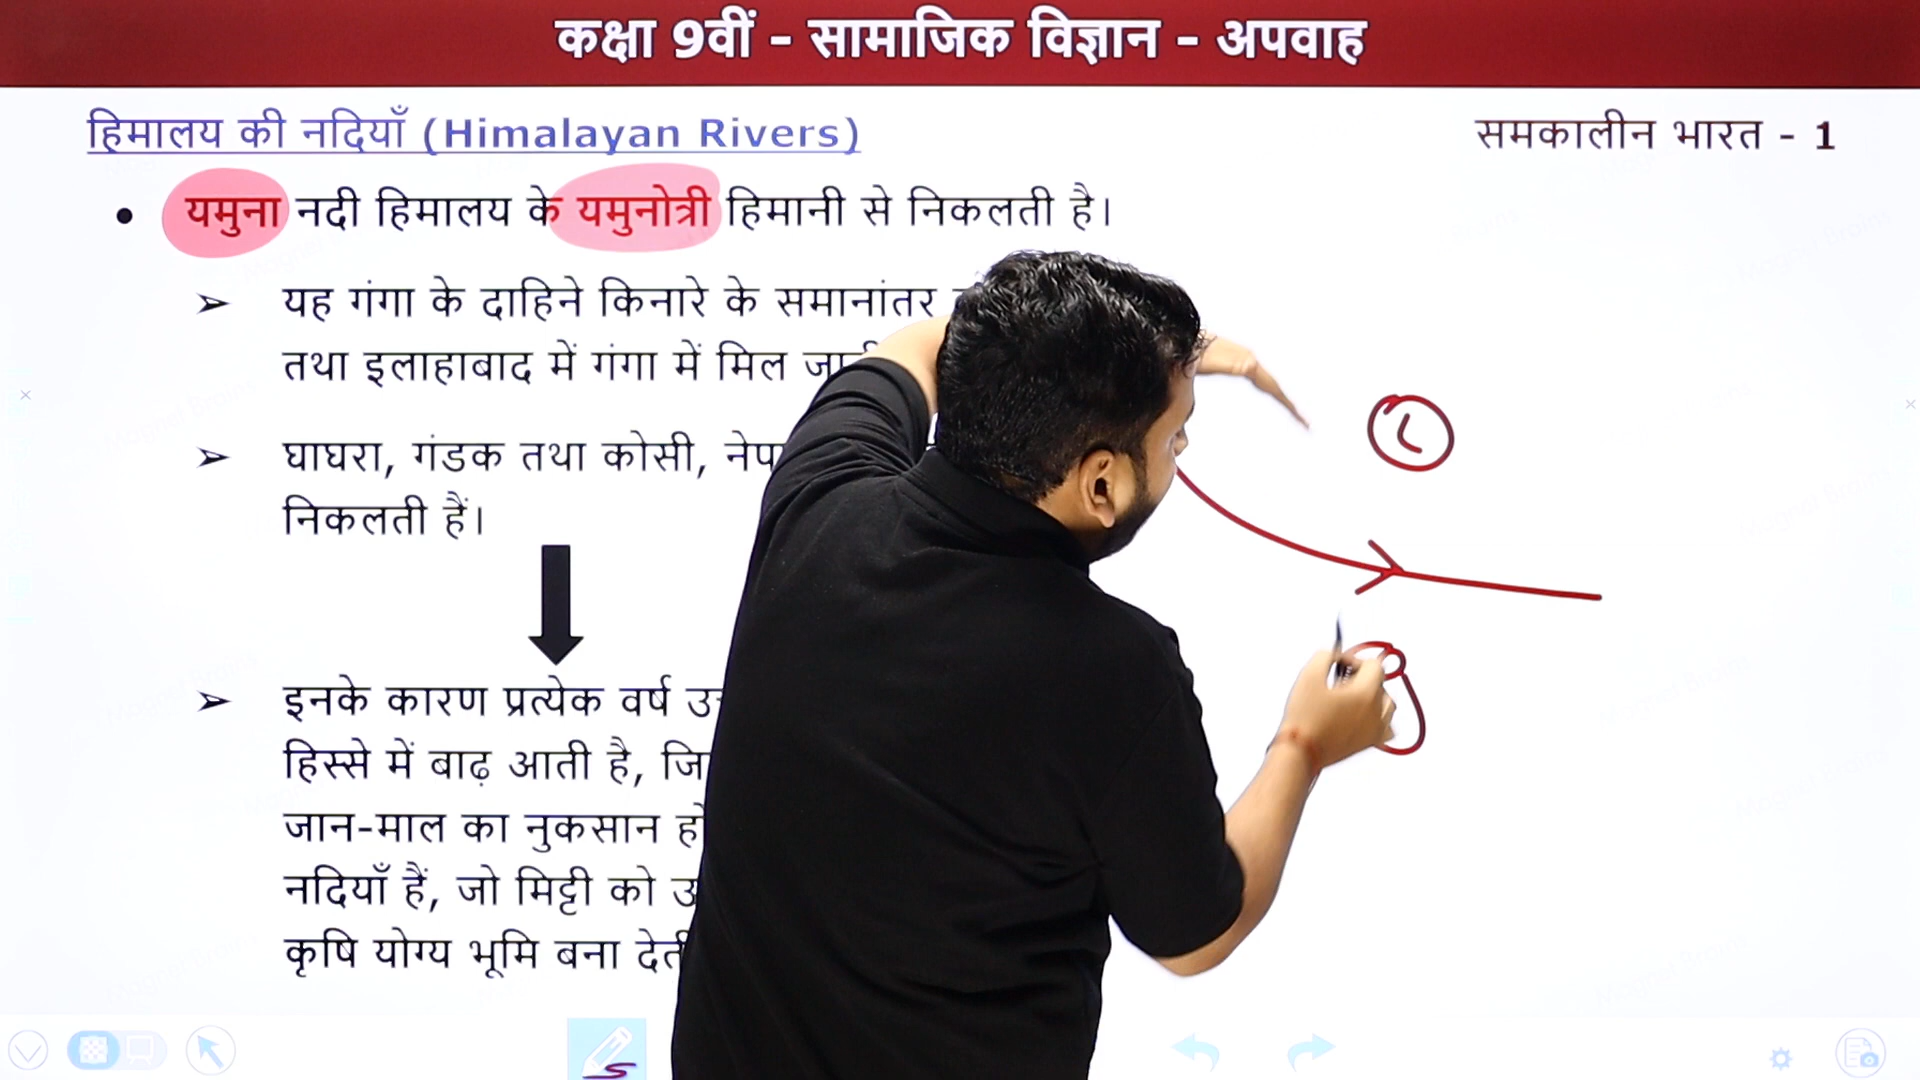 कक्षा 9वीं - सामाजिक विज्ञान - अपवाह
हिमालय की नदियाँ (Himalayan Rivers)
समकालीन भारत - 1
यमुना नदी हिमालय के यमुनोत्री हिमानी से निकलती है।
यह गंगा के दाहिने किनारे के समानांतर
तथा इलाहाबाद में गंगा में मिल
L
घाघरा, गंडक तथा कोसी,
निकलती हैं।
इनके कारण प्रत्येक वर्ष
हिस्से में बाढ़ आती है,
जान-माल का नुकसान
नदियाँ हैं, जो मिट्टी को
कृषि योग्य भूमि बना